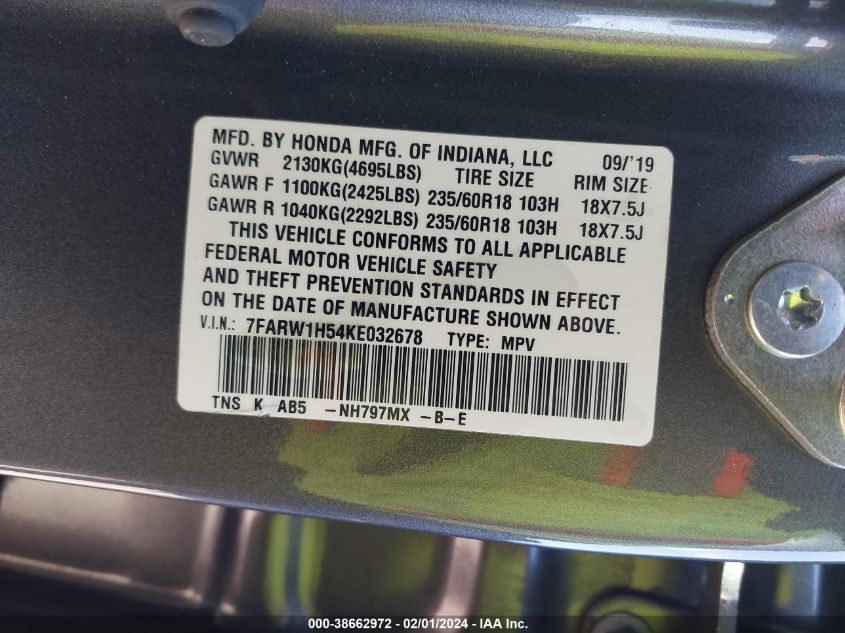 MFD. BY HONDA MFG. OF INDIANA, LLC 09/'19
GVWR 2130KG(4695LBS) TIRE SIZE RIM SIZE
GAWR F 1100KG(2425LBS) 235/60R18 103H 18X7.5J
GAWR R 1040KG(2292LBS) 235/60R18 103H 18X7.5J
THIS VEHICLE CONFORMS TO ALL APPLICABLE
FEDERAL MOTOR VEHICLE SAFETY
AND THEFT PREVENTION STANDARDS IN EFFECT
ON THE DATE OF MANUFACTURE SHOWN ABOVE.
V.I.N.: 7FARW1H54KE032678 TYPE: MPV
TNS K AB5 -NH797MX -B-E
000-38662972 - 02/01/2024 - IAA Inc.